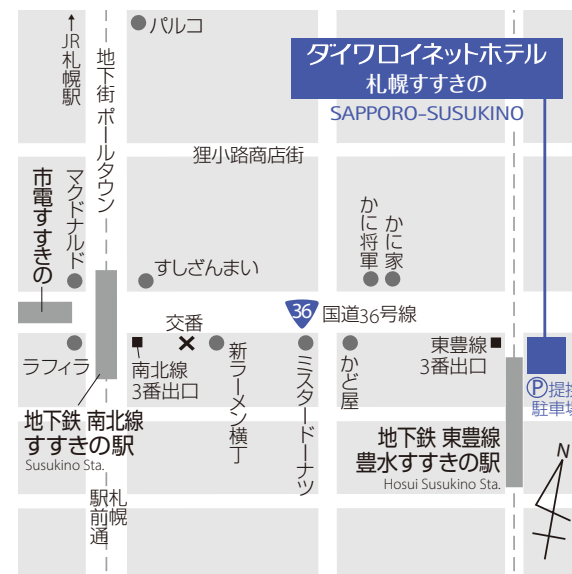 ↑JR札幌駅
地下街 ポールタウン
パルコ
ダイワロイネットホテル
札幌すすきの
SAPPORO-SUSUKINO
狸小路商店街
市電すすきの
マクドナルド
すしざんまい
かに将軍
かに家
36
国道36号線
ラフィラ
南北線
3番出口
交番
新ラーメン横丁
ミスタードーナツ
かど屋
東豊線
3番出口
Ⓟ提携
駐車場
地下鉄 南北線
すすきの駅
Susukino Sta.
地下鉄 東豊線
豊水すすきの駅
Hosui Susukino Sta.
札幌
駅前通
N